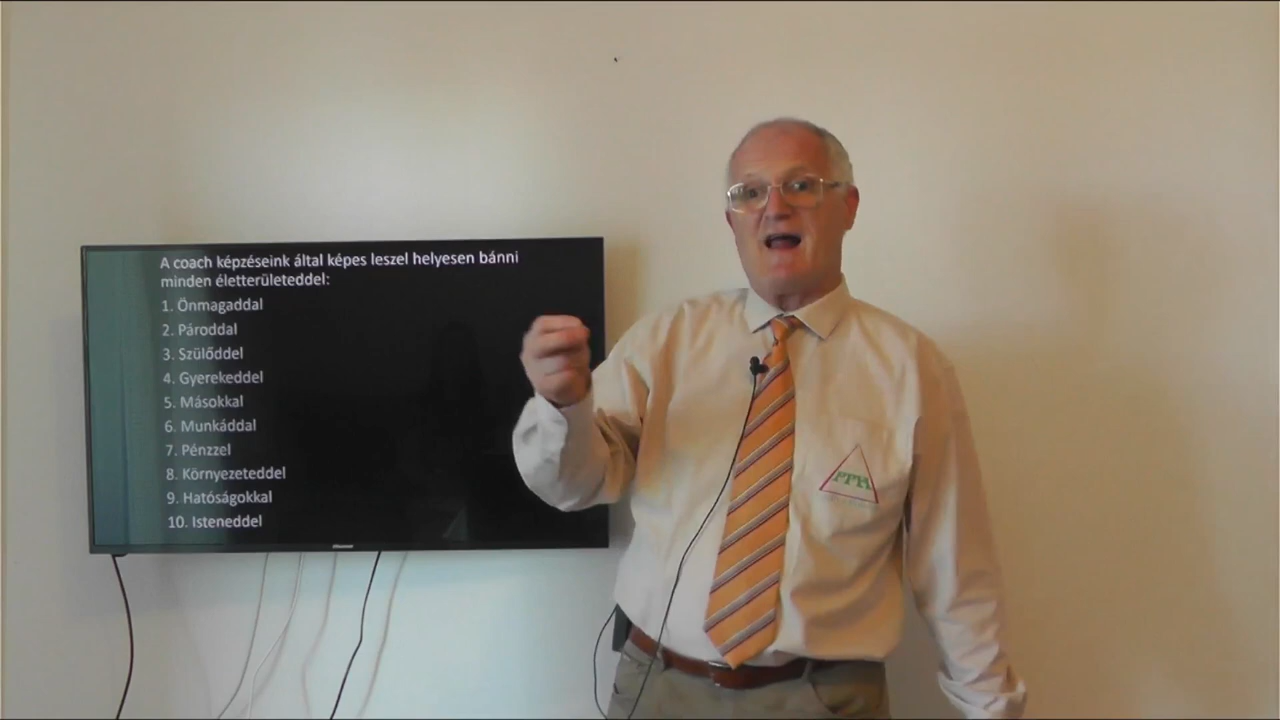 A coach képzéseink által képes leszel helyesen bánni
minden életterületeddel:
1. Önmagaddal
2. Pároddal
3. Szülőddel
4. Gyerekeddel
5. Másokkal
6. Munkáddal
7. Pénzzel
8. Környezeteddel
9. Hatóságokkal
10. Isteneddel